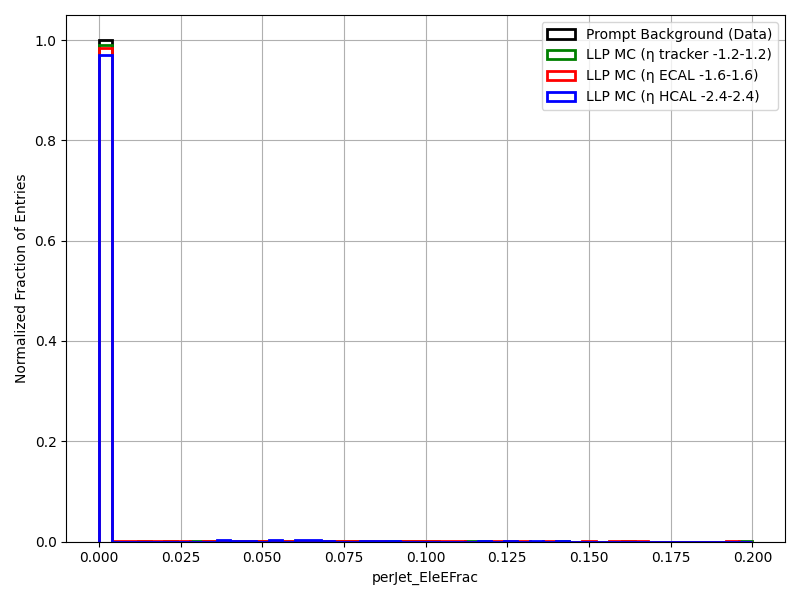 Prompt Background (Data)
LLP MC (η tracker -1.2-1.2)
LLP MC (η ECAL -1.6-1.6)
LLP MC (η HCAL -2.4-2.4)
Normalized Fraction of Entries
1.0
0.8
0.6
0.4
0.2
0.0
0.000 0.025 0.050 0.075 0.100 0.125 0.150 0.175 0.200
perJet_EleEFrac